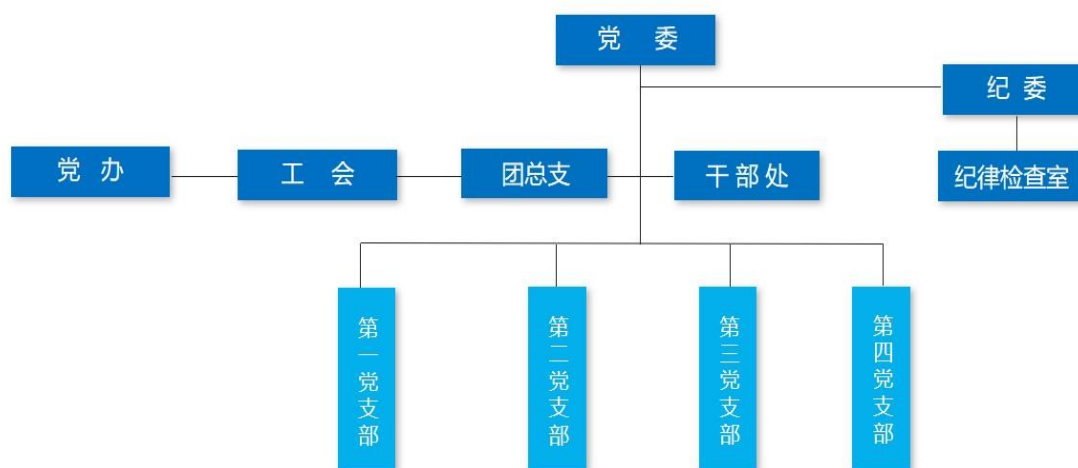 党委
纪委
党办
工会
团总支
干部处
纪律检查室
第一党支部
第二党支部
第三党支部
第四党支部